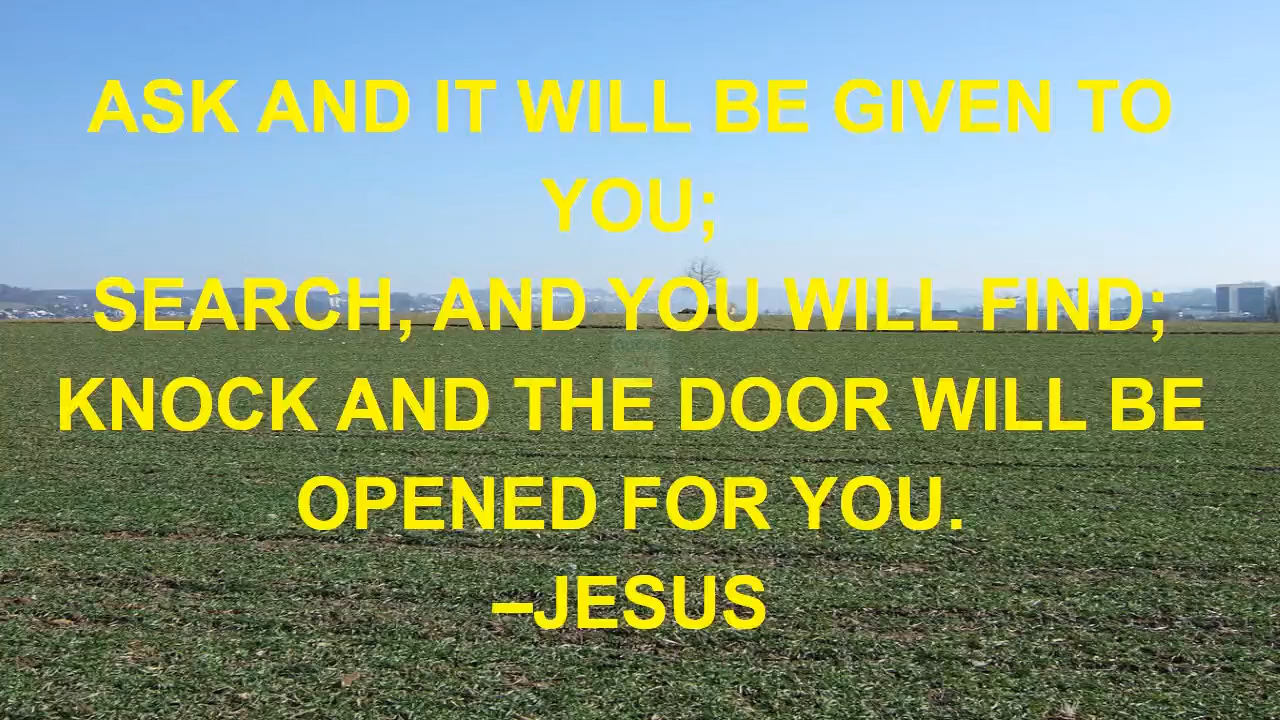 ASK AND IT WILL BE GIVEN TO
YOU;
SEARCH, AND YOU WILL FIND;
KNOCK AND THE DOOR WILL BE
OPENED FOR YOU.
–JESUS